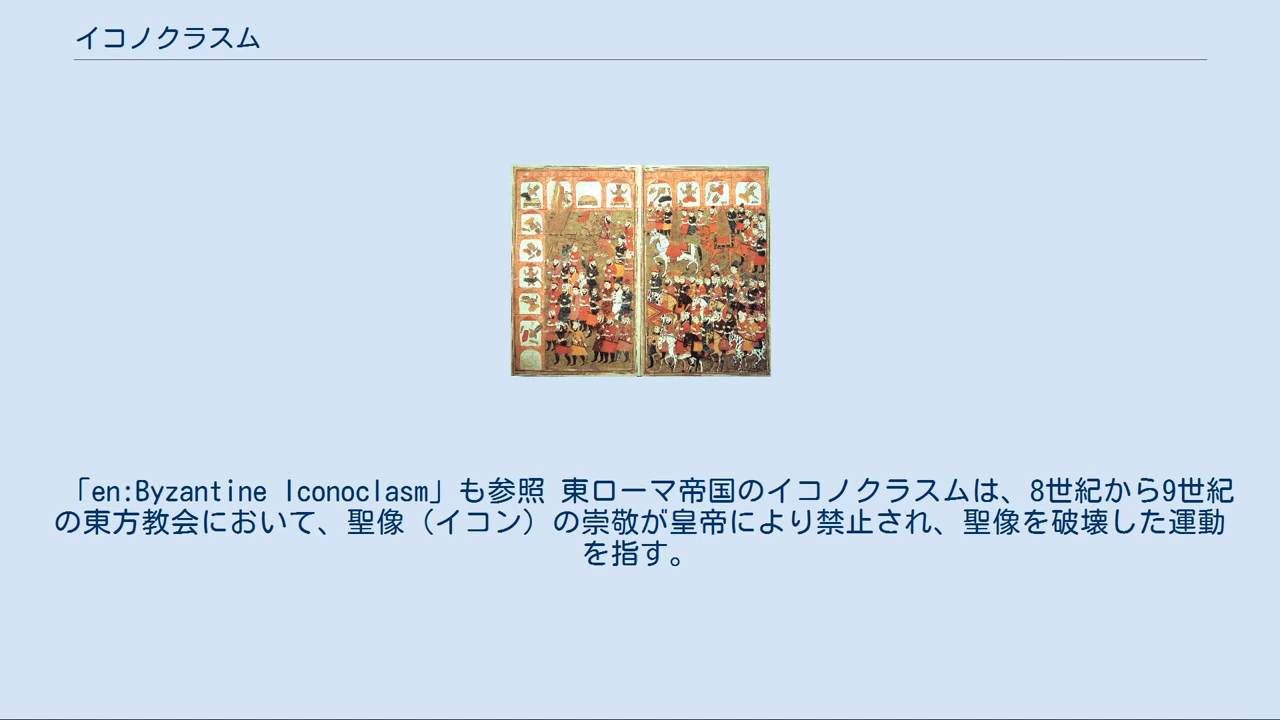 イコノクラスム
「en:Byzantine Iconoclasm」も参照 東ローマ帝国のイコノクラスムは、8世紀から9世紀
の東方教会において、聖像（イコン）の崇敬が皇帝により禁止され、聖像を破壊した運動
を指す。